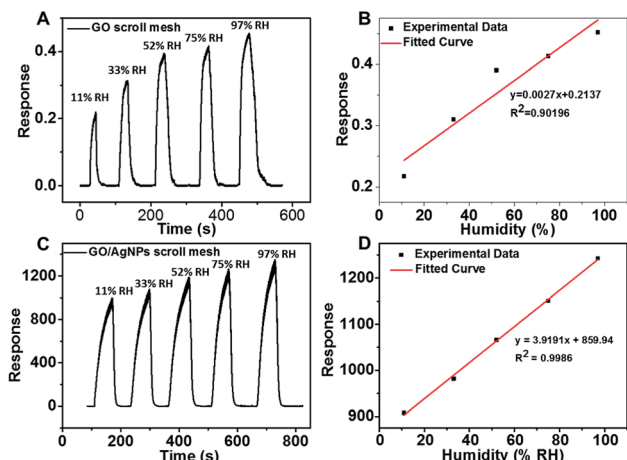 A
GO scroll mesh
11% RH
33% RH
52% RH
75% RH
97% RH
0.4
0.2
0.0
Response
0
200
400
600
Time (s)
B
Experimental Data
Fitted Curve
y=0.0027x+0.2137
R2=0.90196
0.4
0.3
0.2
Response
0
20
40
60
80
100
Humidity (%)
C
GO/AgNPs scroll mesh
11% RH
33% RH
52% RH
75% RH
97% RH
1200
800
400
0
Response
0
200
400
600
800
Time (s)
D
Experimental Data
Fitted Curve
y = 3.9191x + 859.94
R2 = 0.9986
1200
1100
1000
900
Response
0
20
40
60
80
100
Humidity (% RH)